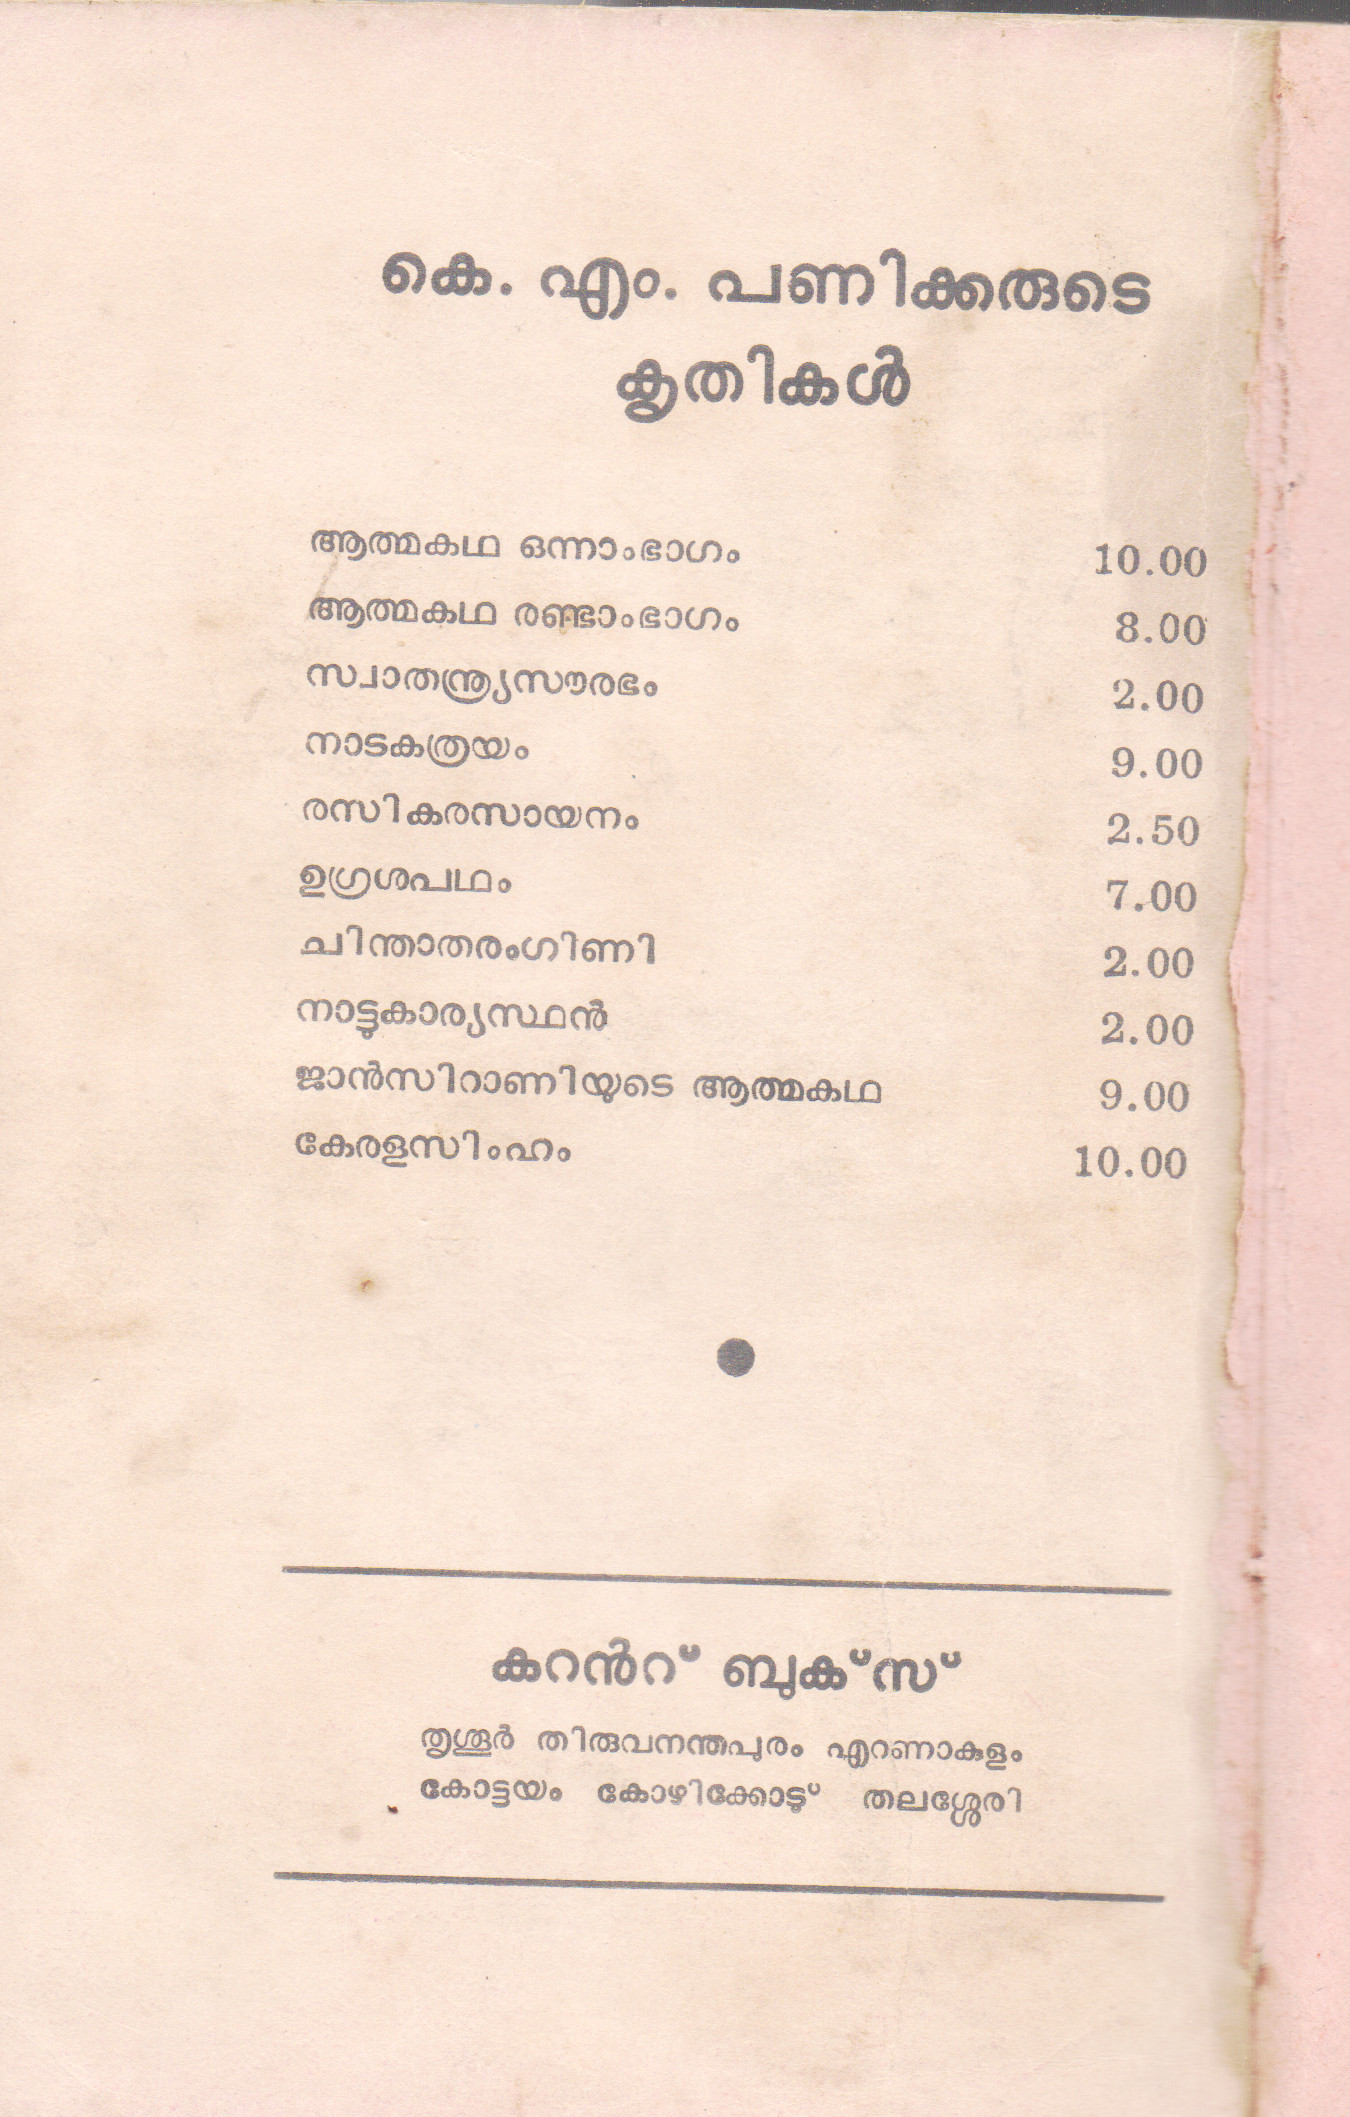 കെ. എം. പണിക്കരുടെ
കൃതികൾ
ആത്മകഥ ഒന്നാംഭാഗം 10.00
ആത്മകഥ രണ്ടാംഭാഗം 8.00
സ്വാതന്ത്ര്യസൗരഭം 2.00
നാടകത്രയം 9.00
രസികരസായനം 2.50
ഉഗ്രശപഥം 7.00
ചിന്താതരംഗിണി 2.00
നാട്ടുകാര്യസ്ഥൻ 2.00
ജാൻസിറാണിയുടെ ആത്മകഥ 9.00
കേരളസിംഹം 10.00
കറൻറ് ബുക്സ്
തൃശൂർ തിരുവനന്തപുരം എറണാകുളം
കോട്ടയം കോഴിക്കോടു് തലശ്ശേരി